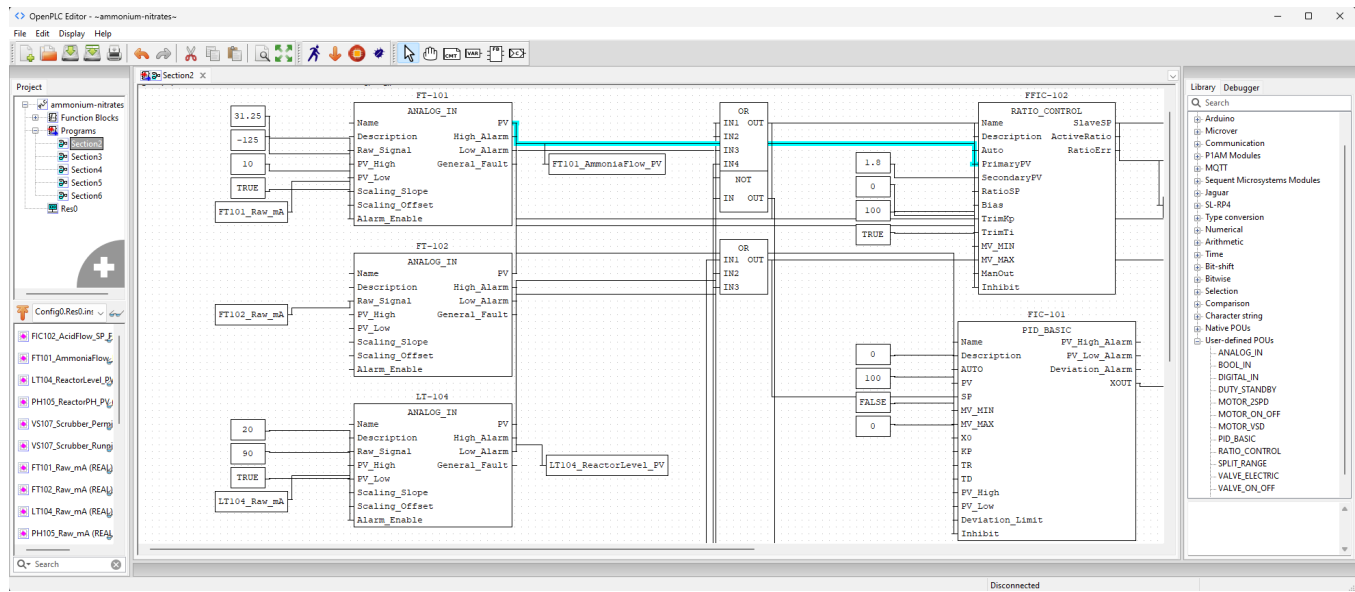 OpenPLC Editor - ~ammonium-nitrates~
File Edit Display Help
Project
ammonium-nitrates
Function Blocks
Programs
Section2
Section3
Section4
Section5
Section6
Res0
Config0.Res0.ins
FT101_AmmoniaFlow_
LT104_ReactorLevel_PV
PH105_ReactorPH_PV
VS107_Scrubber_Permi
VS107_Scrubber_Runni
FT101_Raw_mA (REAL)
FT102_Raw_mA (REAL)
LT104_Raw_mA (REAL)
PH105_Raw_mA (REAL
Search
Section2
FT-101
ANALOG_IN
Name PV
Description High_Alarm
Raw_Signal Low_Alarm
PV_High General_Fault
PV_Low
Scaling_Slope
Scaling_Offset
Alarm_Enable
31.25
-125
10
TRUE
FT101_Raw_mA
FT101_AmmoniaFlow_PV
FT-102
ANALOG_IN
Name PV
Description High_Alarm
Raw_Signal Low_Alarm
PV_High General_Fault
PV_Low
Scaling_Slope
Scaling_Offset
Alarm_Enable
FT102_Raw_mA
LT-104
ANALOG_IN
Name PV
Description High_Alarm
Raw_Signal Low_Alarm
PV_High General_Fault
PV_Low
Scaling_Slope
Scaling_Offset
Alarm_Enable
20
90
TRUE
LT104_Raw_mA
LT104_ReactorLevel_PV
OR
IN1 OUT
IN2
IN3
IN4
NOT
IN OUT
OR
IN1 OUT
IN2
IN3
FFIC-102
RATIO_CONTROL
Name SlaveSP
Description ActiveRatio
Auto RatioErr
PrimaryPV
SecondaryPV
RatioSP
Bias
TrimKp
TrimTi
MV_MIN
MV_MAX
ManOut
Inhibit
1.8
0
100
TRUE
FIC-101
PID_BASIC
Name PV_High_Alarm
Description PV_Low_Alarm
AUTO Deviation_Alarm
PV XOUT
SP
MV_MIN
MV_MAX
X0
KP
TR
TD
PV_High
PV_Low
Deviation_Limit
Inhibit
0
100
FALSE
0
Library Debugger
Search
Arduino
Microver
Communication
P1AM Modules
MQTT
Sequent Microsystems Modules
Jaguar
SL-RP4
Type conversion
Numerical
Arithmetic
Time
Bit-shift
Bitwise
Selection
Comparison
Character string
Native POUs
User-defined POUs
ANALOG_IN
BOOL_IN
DIGITAL_IN
DUTY_STANDBY
MOTOR_2SPD
MOTOR_ON_OFF
MOTOR_VSD
PID_BASIC
RATIO_CONTROL
SPLIT_RANGE
VALVE_ELECTRIC
VALVE_ON_OFF
Disconnected